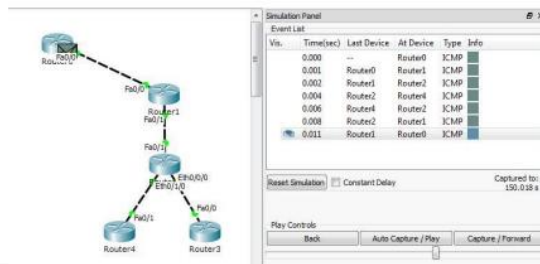 Fa0/0
Fa0/0
Router1
Fa0/1
Fa0/1
Eth0/0/0
Eth0/1/0
Fa0/1
Fa0/0
Router4
Router3
Simulation Panel
Event List
Vis. Time(sec) Last Device At Device Type Info
0.000 -- Router0 ICMP
0.001 Router0 Router1 ICMP
0.002 Router1 Router2 ICMP
0.004 Router2 Router4 ICMP
0.006 Router4 Router2 ICMP
0.008 Router2 Router1 ICMP
0.011 Router1 Router0 ICMP
Reset Simulation Constant Delay
Captured to:
150.018 s
Play Controls
Back Auto Capture / Play Capture / Forward